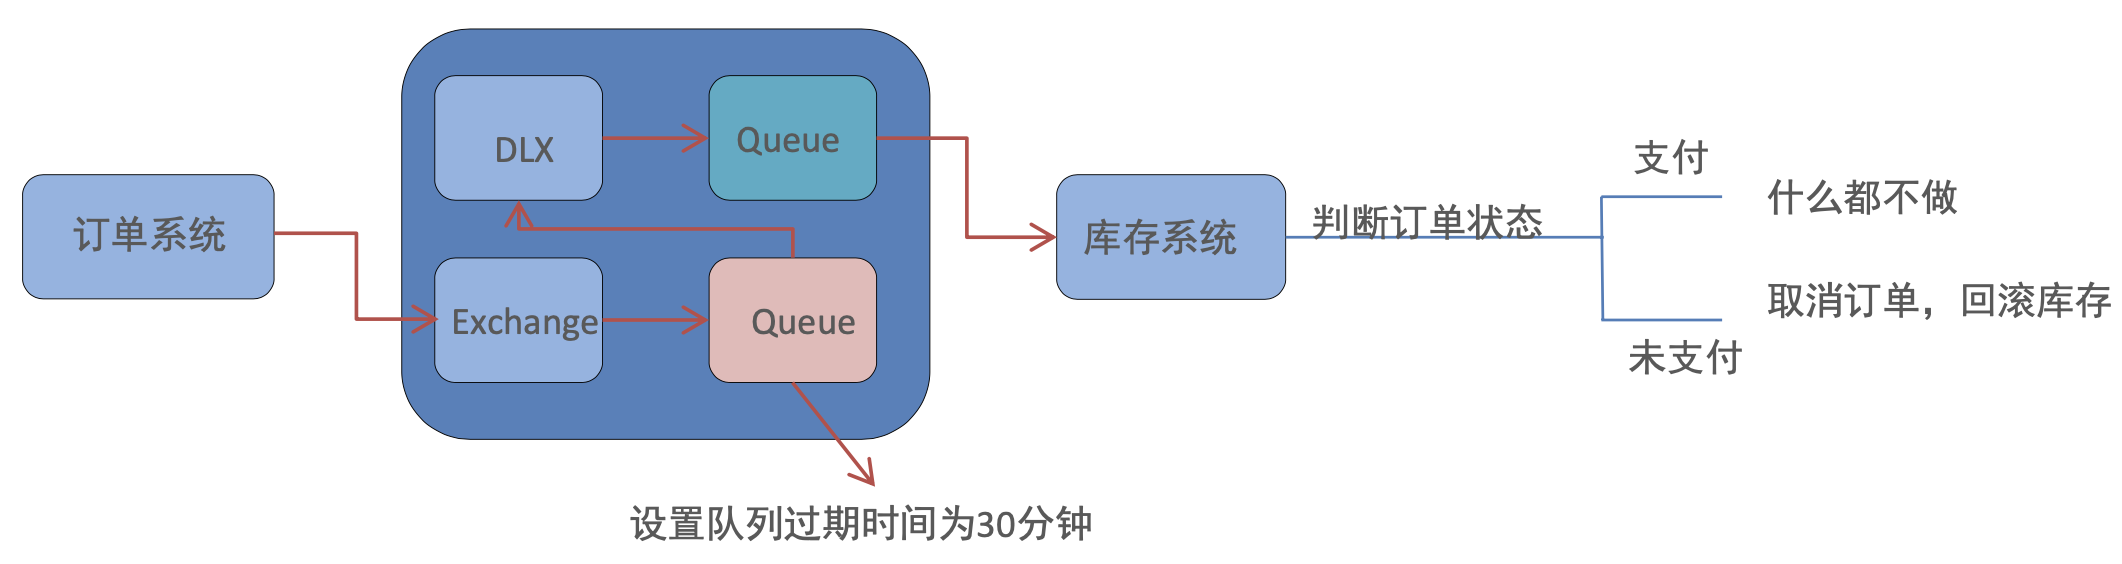 订单系统
DLX
Queue
Exchange
Queue
设置队列过期时间为30分钟
库存系统
判断订单状态
支付
什么都不做
未支付
取消订单，回滚库存